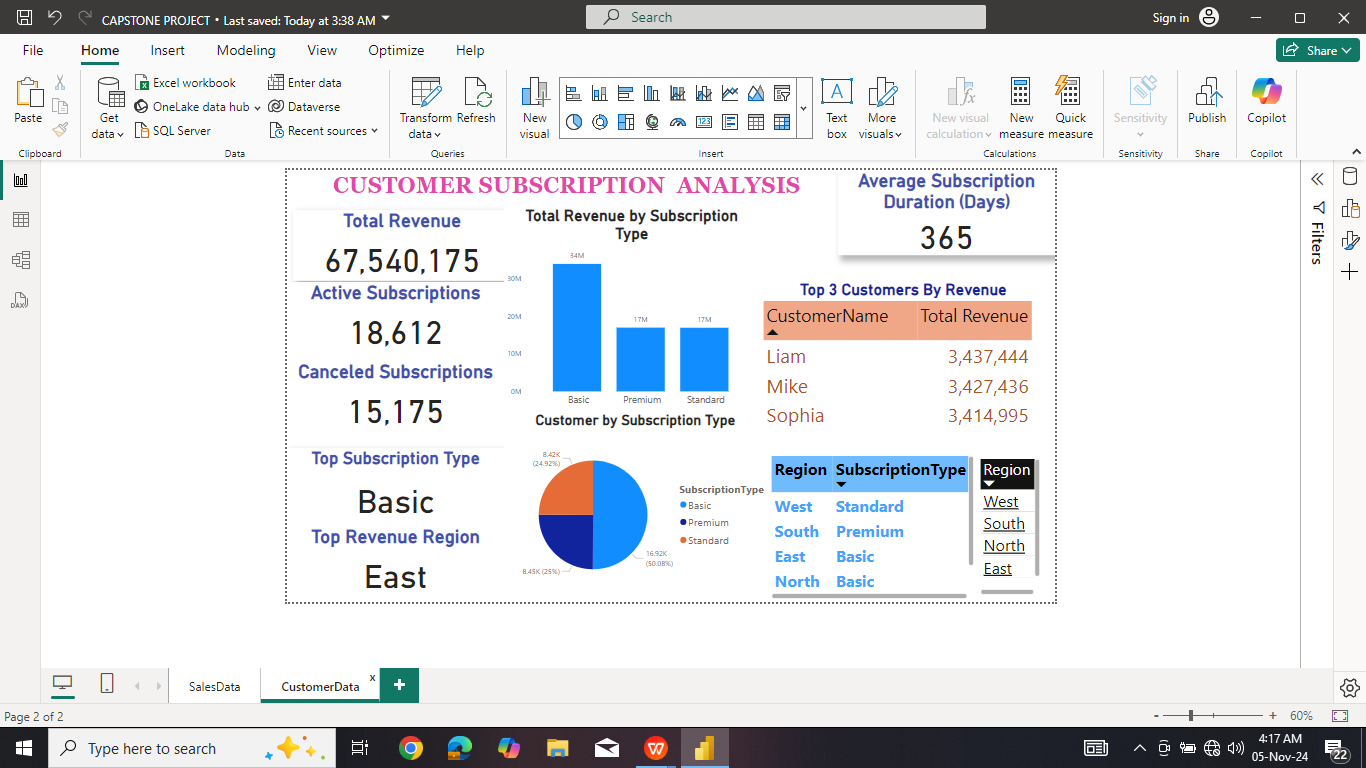 CAPSTONE PROJECT • Last saved: Today at 3:38 AM
Search
Sign in
File
Home
Insert
Modeling
View
Optimize
Help
Share
Paste
Clipboard
Get data
Excel workbook
OneLake data hub
SQL Server
Enter data
Dataverse
Recent sources
Data
Transform data
Refresh
Queries
New visual
Text box
More visuals
Insert
New visual calculation
New measure
Quick measure
Calculations
Sensitivity
Sensitivity
Publish
Share
Copilot
Copilot
DAX
CUSTOMER SUBSCRIPTION ANALYSIS
Total Revenue
67,540,175
Active Subscriptions
18,612
Canceled Subscriptions
15,175
Top Subscription Type
Basic
Top Revenue Region
East
Total Revenue by Subscription
Type
34M
17M
17M
30M
20M
10M
0M
Basic
Premium
Standard
Customer by Subscription Type
8.42K
(24.92%)
8.45K (25%)
16.92K
(50.08%)
SubscriptionType
Basic
Premium
Standard
Average Subscription
Duration (Days)
365
Top 3 Customers By Revenue
CustomerName Total Revenue
Liam 3,437,444
Mike 3,427,436
Sophia 3,414,995
Region SubscriptionType
West Standard
South Premium
East Basic
North Basic
Region
West
South
North
East
Filters
SalesData
CustomerData
x
+
Page 2 of 2
- + 60%
Type here to search
4:17 AM
05-Nov-24
22